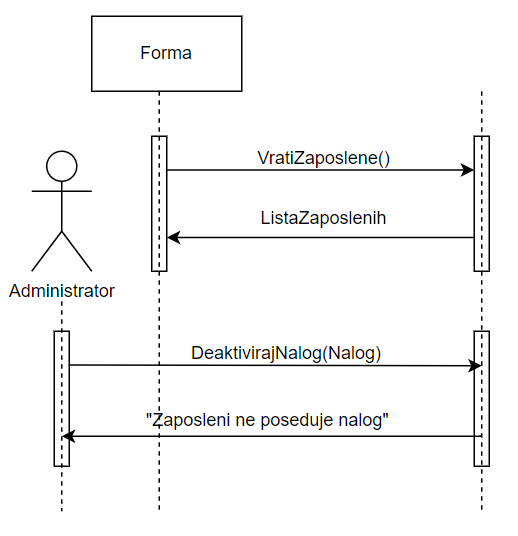 Forma
VratiZaposlene()
ListaZaposlenih
Administrator
DeaktivirajNalog(Nalog)
"Zaposleni ne poseduje nalog"